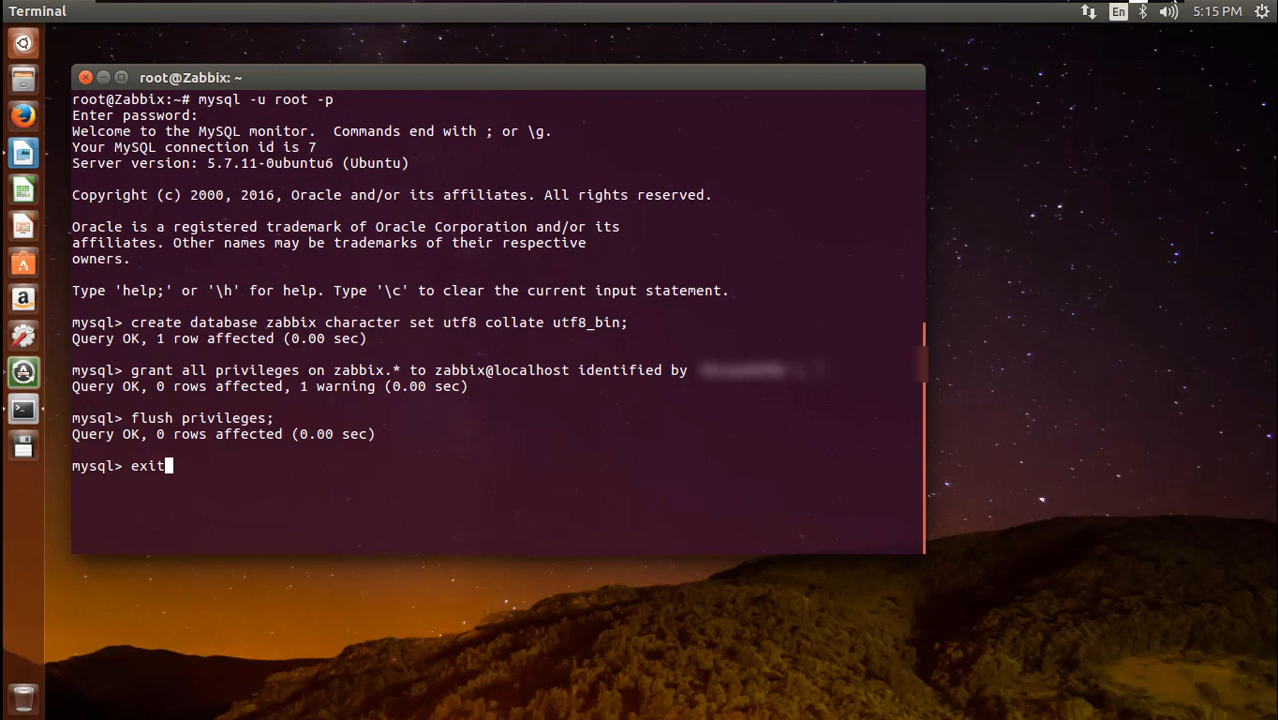 Terminal
En
5:15 PM
root@Zabbix: ~
root@Zabbix:~# mysql -u root -p
Enter password:
Welcome to the MySQL monitor.  Commands end with ; or \g.
Your MySQL connection id is 7
Server version: 5.7.11-0ubuntu6 (Ubuntu)
Copyright (c) 2000, 2016, Oracle and/or its affiliates. All rights reserved.
Oracle is a registered trademark of Oracle Corporation and/or its
affiliates. Other names may be trademarks of their respective
owners.
Type 'help;' or '\h' for help. Type '\c' to clear the current input statement.
mysql> create database zabbix character set utf8 collate utf8_bin;
Query OK, 1 row affected (0.00 sec)
mysql> grant all privileges on zabbix.* to zabbix@localhost identified by
Query OK, 0 rows affected, 1 warning (0.00 sec)
mysql> flush privileges;
Query OK, 0 rows affected (0.00 sec)
mysql> exit